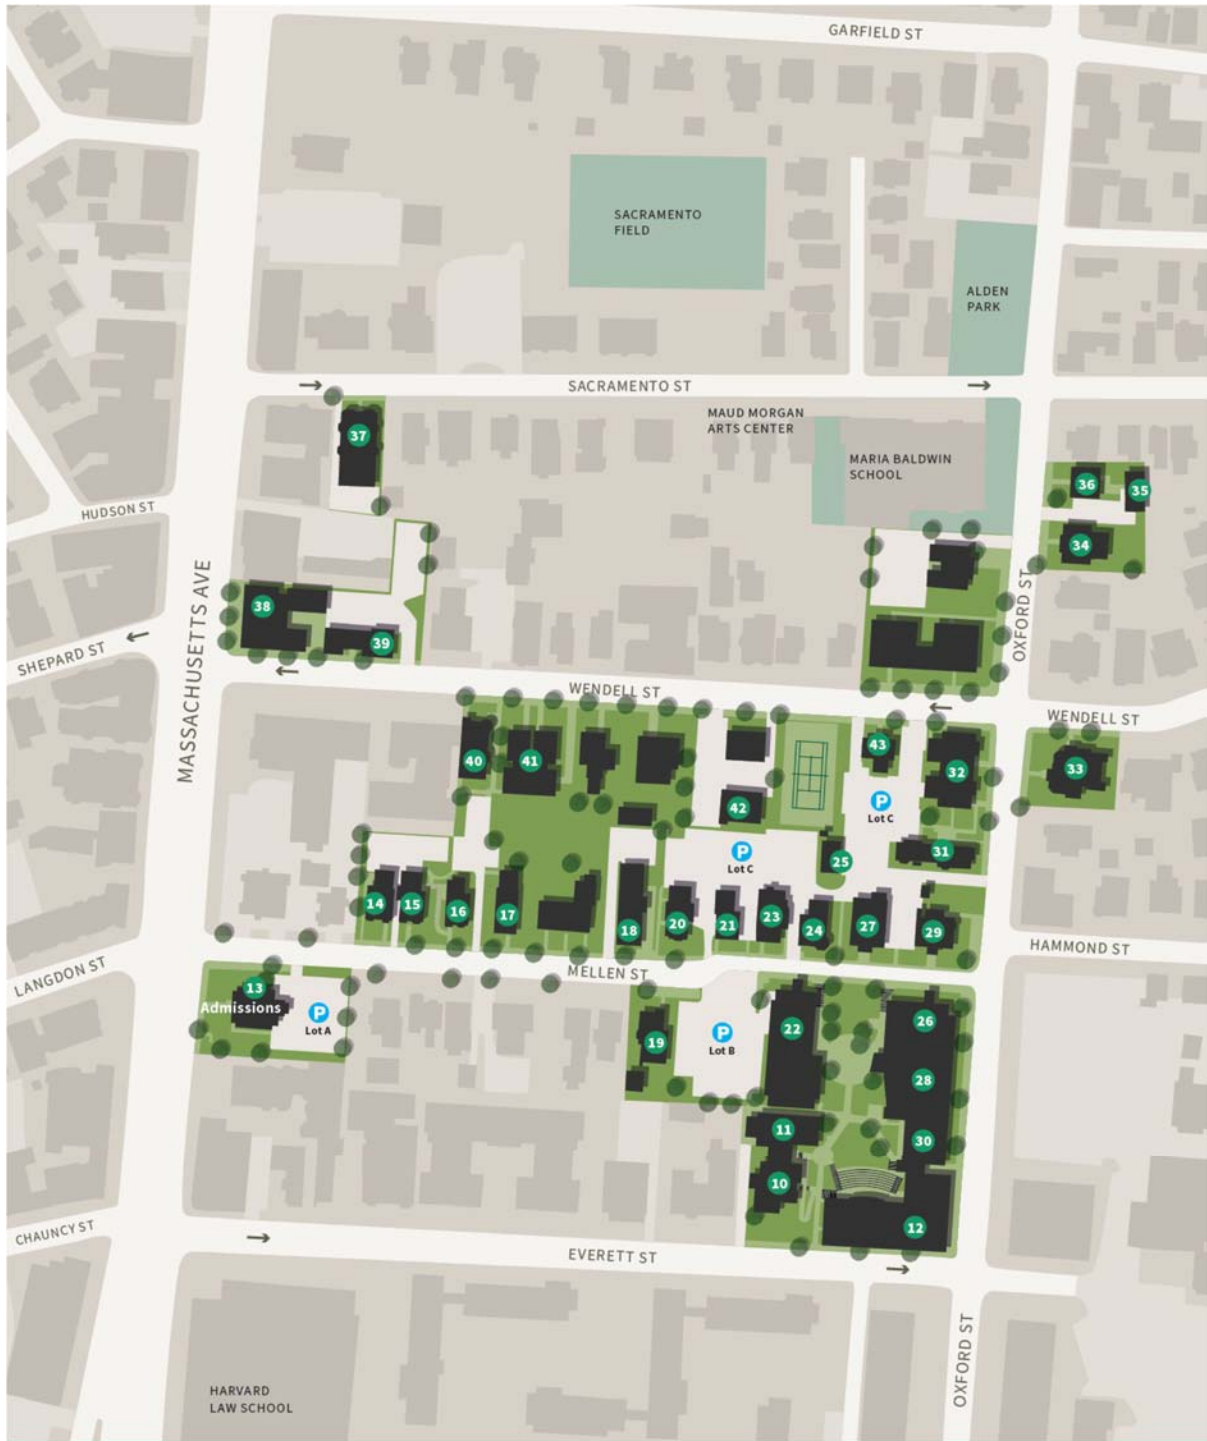 GARFIELD ST
SACRAMENTO
FIELD
ALDEN
PARK
SACRAMENTO ST
MAUD MORGAN
ARTS CENTER
MARIA BALDWIN
SCHOOL
37
36
35
34
HUDSON ST
MASSACHUSETTS AVE
OXFORD ST
38
39
SHEPARD ST
WENDELL ST
WENDELL ST
40
41
43
32
33
42
P
Lot C
P
Lot C
31
25
14
15
16
17
18
20
21
23
24
27
29
HAMMOND ST
LANGDON ST
MELLEN ST
13
Admissions
P
Lot A
19
P
Lot B
22
26
28
11
30
10
12
CHAUNCY ST
EVERETT ST
OXFORD ST
HARVARD
LAW SCHOOL